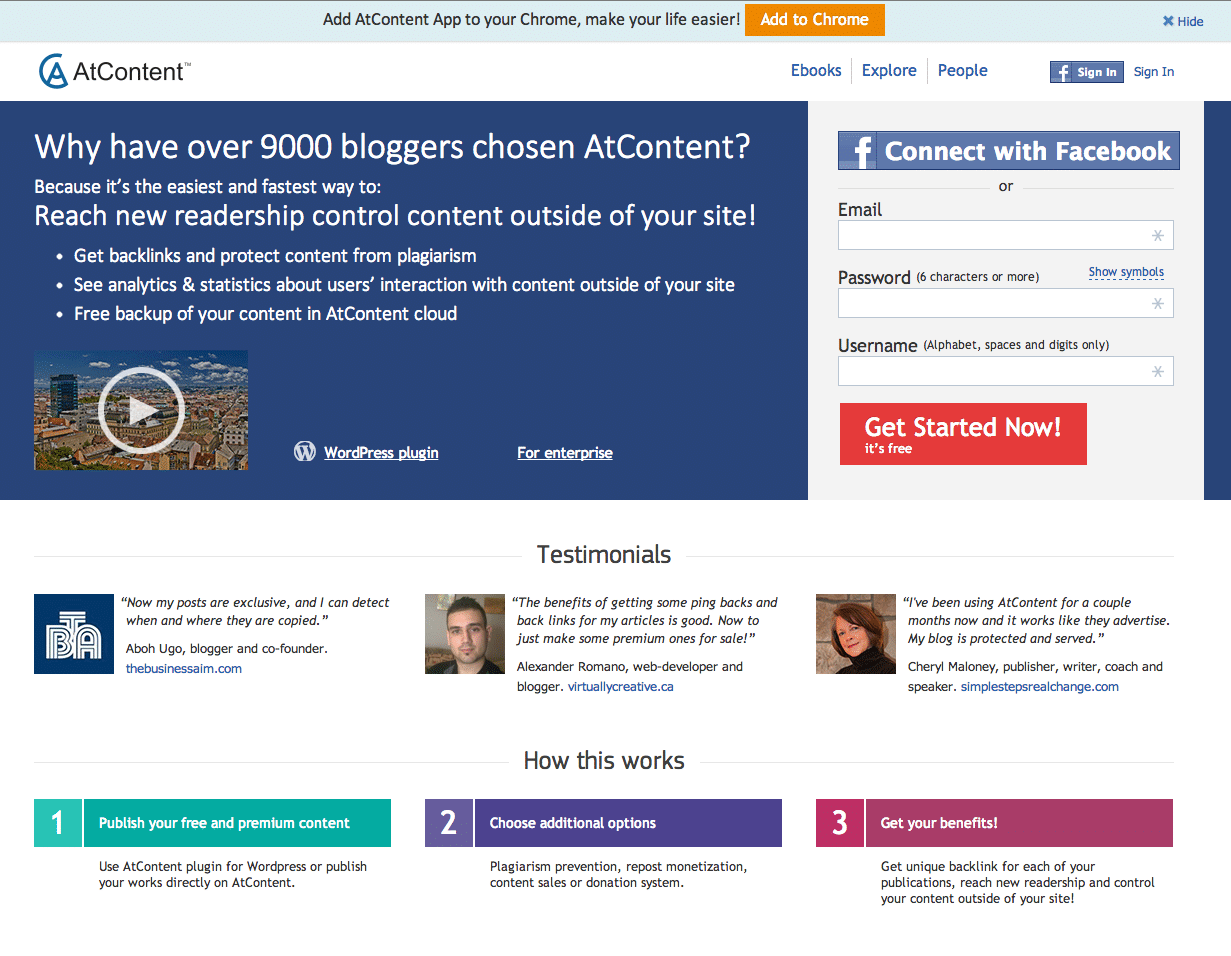 Add AtContent App to your Chrome, make your life easier! Add to Chrome Hide
AtContent™ Ebooks Explore People f Sign In Sign In
Why have over 9000 bloggers chosen AtContent?
Because it's the easiest and fastest way to:
Reach new readership control content outside of your site!
• Get backlinks and protect content from plagiarism
• See analytics & statistics about users’ interaction with content outside of your site
• Free backup of your content in AtContent cloud
WordPress plugin For enterprise
f Connect with Facebook
or
Email
Password (6 characters or more) Show symbols
Username (Alphabet, spaces and digits only)
Get Started Now!
it's free
Testimonials
BTA
“Now my posts are exclusive, and I can detect
when and where they are copied.”
Aboh Ugo, blogger and co-founder.
thebusinessaim.com
“The benefits of getting some ping backs and
back links for my articles is good. Now to
just make some premium ones for sale!”
Alexander Romano, web-developer and
blogger. virtuallycreative.ca
“I've been using AtContent for a couple
months now and it works like they advertise.
My blog is protected and served.”
Cheryl Maloney, publisher, writer, coach and
speaker. simplestepsrealchange.com
How this works
1 Publish your free and premium content
Use AtContent plugin for Wordpress or publish
your works directly on AtContent.
2 Choose additional options
Plagiarism prevention, repost monetization,
content sales or donation system.
3 Get your benefits!
Get unique backlink for each of your
publications, reach new readership and control
your content outside of your site!